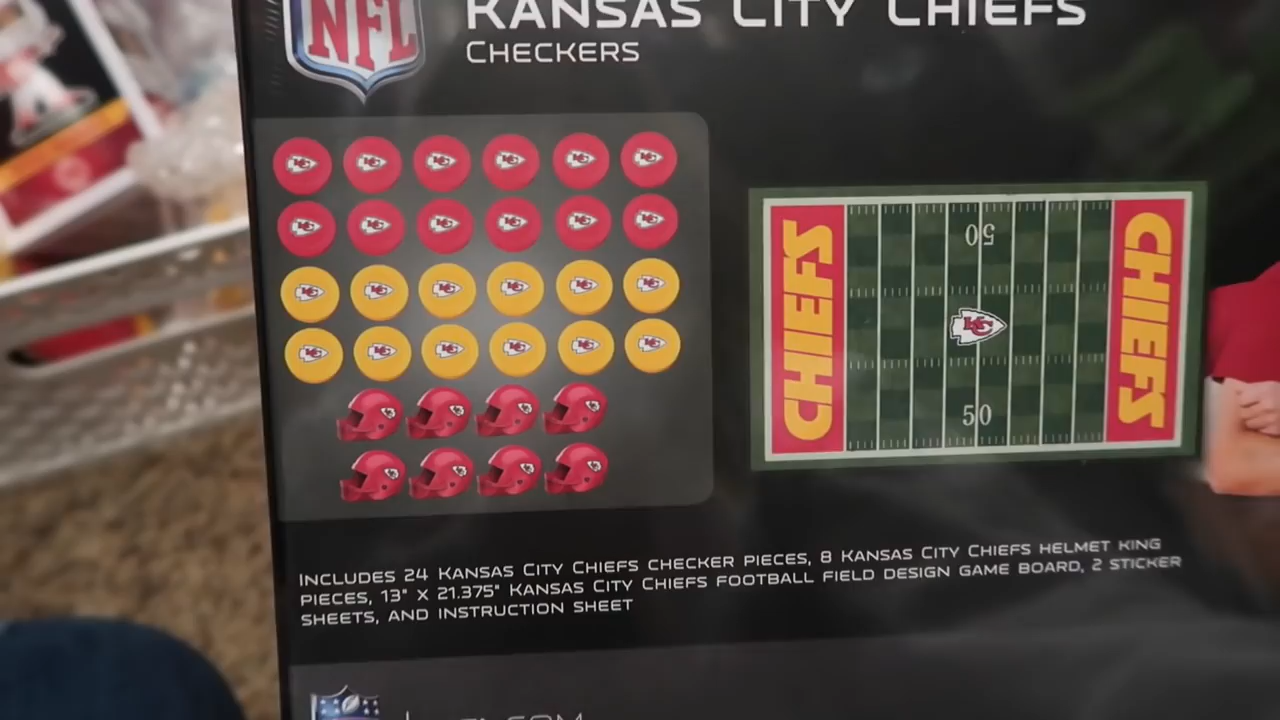 NFL
KANSAS CITY CHIEFS
CHECKERS
CHIEFS
50
50
CHIEFS
INCLUDES 24 KANSAS CITY CHIEFS CHECKER PIECES, 8 KANSAS CITY CHIEFS HELMET KING
PIECES, 13" X 21.375" KANSAS CITY CHIEFS FOOTBALL FIELD DESIGN GAME BOARD, 2 STICKER
SHEETS, AND INSTRUCTION SHEET